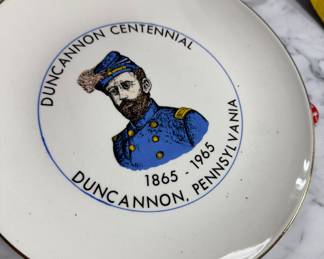 DUNCANNON CENTENNIAL
1865 - 1965
DUNCANNON, PENNSYLVANIA